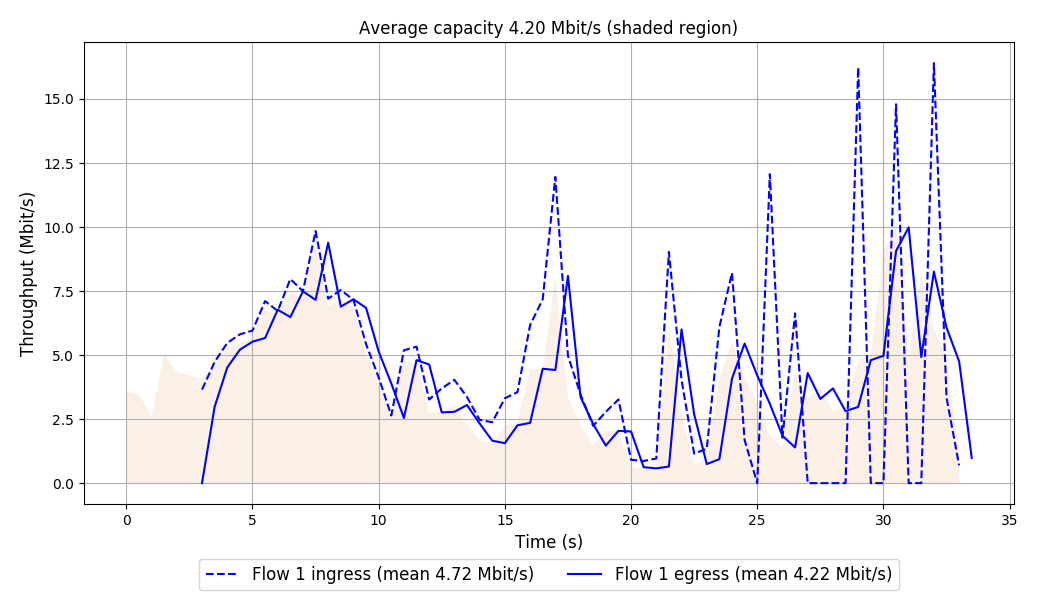 Average capacity 4.20 Mbit/s (shaded region)
Throughput (Mbit/s)
15.0
12.5
10.0
7.5
5.0
2.5
0.0
0 5 10 15 20 25 30 35
Time (s)
Flow 1 ingress (mean 4.72 Mbit/s) Flow 1 egress (mean 4.22 Mbit/s)